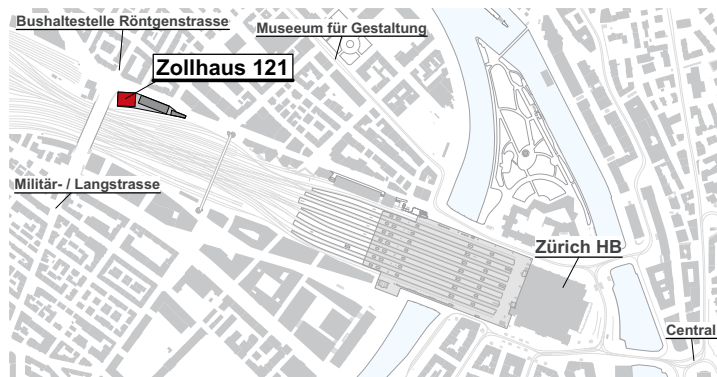 Bushaltestelle Röntgenstrasse
Museeum für Gestaltung
Zollhaus 121
Militär- / Langstrasse
Zürich HB
Central